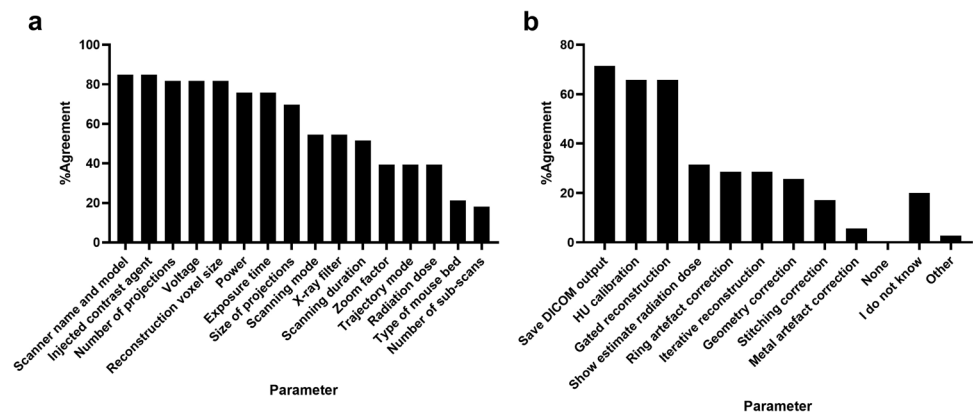 a
%Agreement
100
80
60
40
20
0
Scanner name and model
Injected contrast agent
Number of projections
Voltage
Reconstruction voxel size
Power
Exposure time
Size of projections
Scanning mode
X-ray filter
Scanning duration
Zoom factor
Trajectory mode
Radiation dose
Type of mouse bed
Number of sub-scans
Parameter
b
%Agreement
80
60
40
20
0
Save DICOM output
HU calibration
Gated reconstruction
Show estimate radiation dose
Ring artefact correction
Iterative reconstruction
Geometry correction
Stitching correction
Metal artefact correction
None
I do not know
Other
Parameter